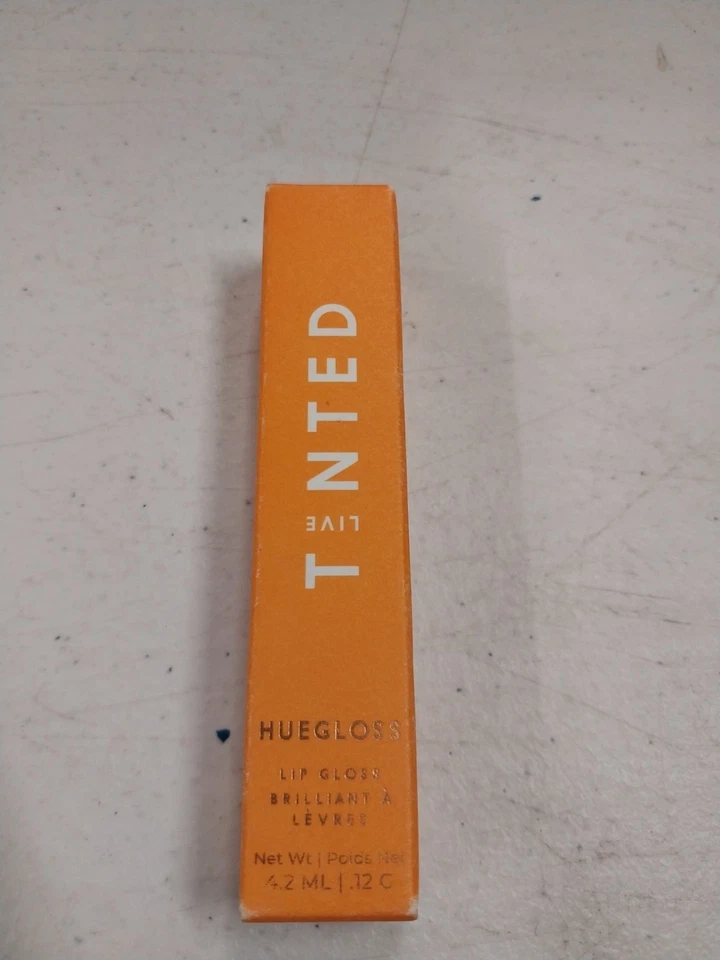 T LIVE NTED
HUEGLOSS
LIP GLOSS
BRILLIANT À
LÈVRES
Net Wt | Poids Net
4.2 ML | .12